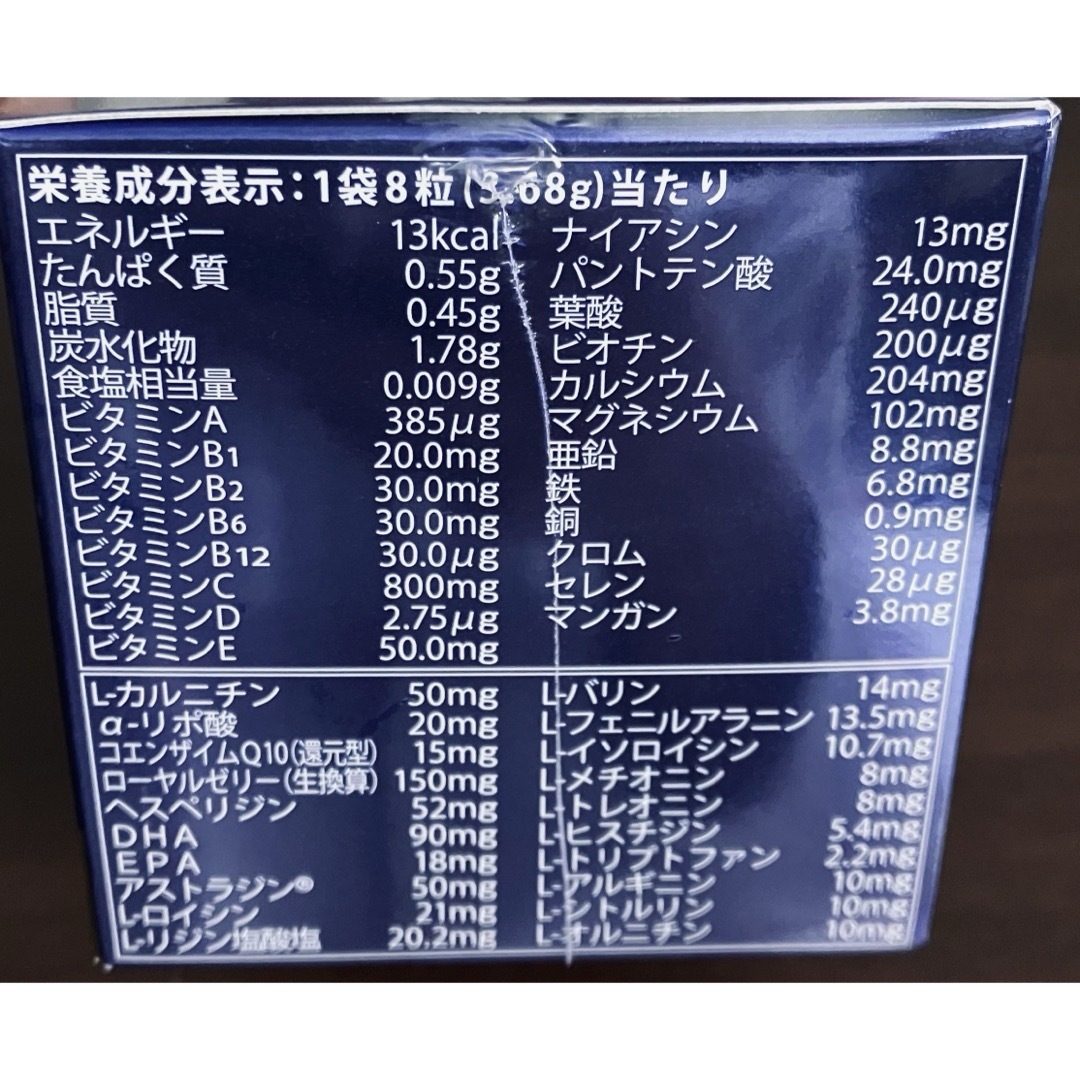 栄養成分表示：1袋8粒(3.68g)当たり
エネルギー 13kcal
たんぱく質 0.55g
脂質 0.45g
炭水化物 1.78g
食塩相当量 0.009g
ビタミンA 385μg
ビタミンB1 20.0mg
ビタミンB2 30.0mg
ビタミンB6 30.0mg
ビタミンB12 30.0μg
ビタミンC 800mg
ビタミンD 2.75μg
ビタミンE 50.0mg
ナイアシン 13mg
パントテン酸 24.0mg
葉酸 240μg
ビオチン 200μg
カルシウム 204mg
マグネシウム 102mg
亜鉛 8.8mg
鉄 6.8mg
銅 0.9mg
クロム 30μg
セレン 28μg
マンガン 3.8mg
L-カルニチン 50mg
α-リポ酸 20mg
コエンザイムQ10(還元型) 15mg
ローヤルゼリー(生換算) 150mg
ヘスペリジン 52mg
DHA 90mg
EPA 18mg
アストラジン® 50mg
L-ロイシン 21mg
L-リジン塩酸塩 20.2mg
L-バリン 14mg
L-フェニルアラニン 13.5mg
L-イソロイシン 10.7mg
L-メチオニン 8mg
L-トレオニン 8mg
L-ヒスチジン 5.4mg
L-トリプトファン 2.2mg
L-アルギニン 10mg
L-シトルリン 10mg
L-オルニチン 10mg